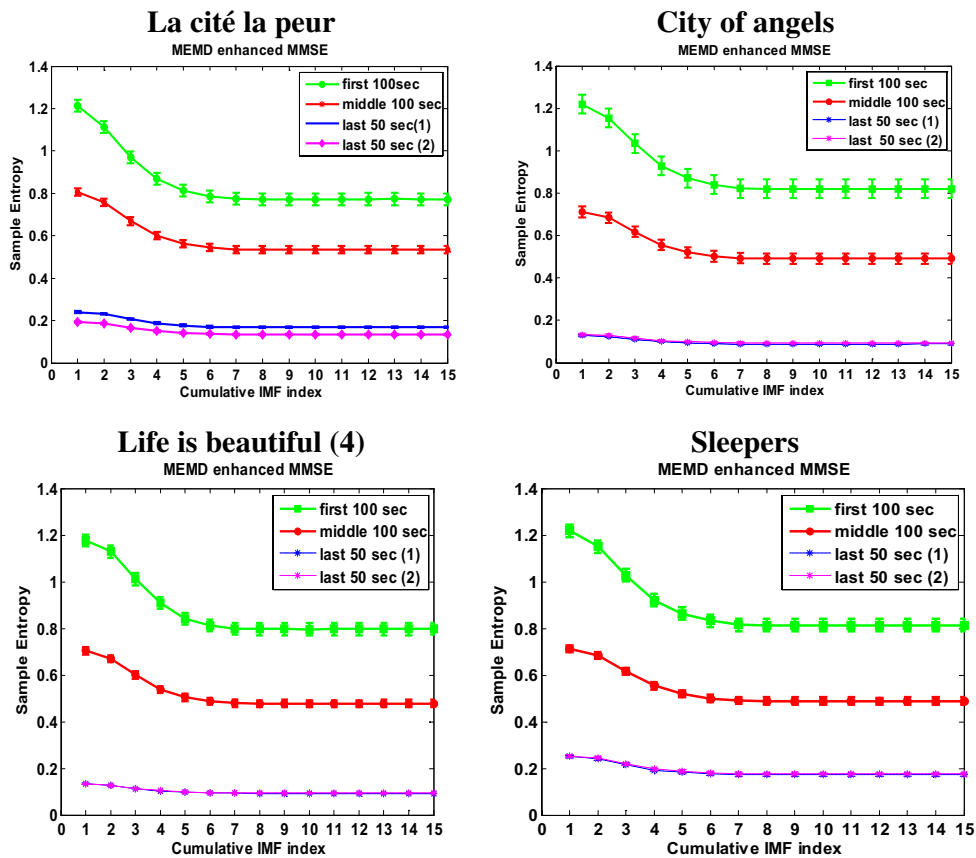 La cité la peur
MEMD enhanced MMSE
1.4
1.2
1
0.8
0.6
0.4
0.2
0
Sample Entropy
first 100sec
middle 100 sec
last 50 sec(1)
last 50 sec (2)
0 1 2 3 4 5 6 7 8 9 10 11 12 13 14 15
Cumulative IMF index
City of angels
MEMD enhanced MMSE
1.4
1.2
1
0.8
0.6
0.4
0.2
0
Sample Entropy
first 100 sec
middle 100 sec
last 50 sec (1)
last 50 sec (2)
0 1 2 3 4 5 6 7 8 9 10 11 12 13 14 15
Cumulative IMF index
Life is beautiful (4)
MEMD enhanced MMSE
1.4
1.2
1
0.8
0.6
0.4
0.2
0
Sample Entropy
first 100 sec
middle 100 sec
last 50 sec (1)
last 50 sec (2)
0 1 2 3 4 5 6 7 8 9 10 11 12 13 14 15
Cumulative IMF index
Sleepers
MEMD enhanced MMSE
1.4
1.2
1
0.8
0.6
0.4
0.2
0
Sample Entropy
first 100 sec
middle 100 sec
last 50 sec (1)
last 50 sec (2)
0 1 2 3 4 5 6 7 8 9 10 11 12 13 14 15
Cumulative IMF index